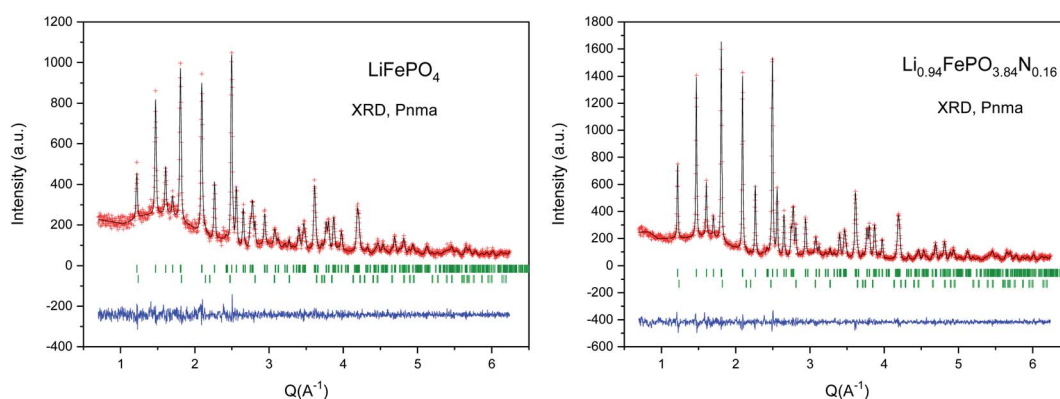 1200
1000
800
600
400
200
0
-200
-400
Intensity (a.u.)
LiFePO₄
XRD, Pnma
1 2 3 4 5 6
Q(A⁻¹)
1800
1600
1400
1200
1000
800
600
400
200
0
-200
-400
-600
Intensity (a.u.)
Li₀.₉₄FePO₃.₈₄N₀.₁₆
XRD, Pnma
1 2 3 4 5 6
Q(A⁻¹)